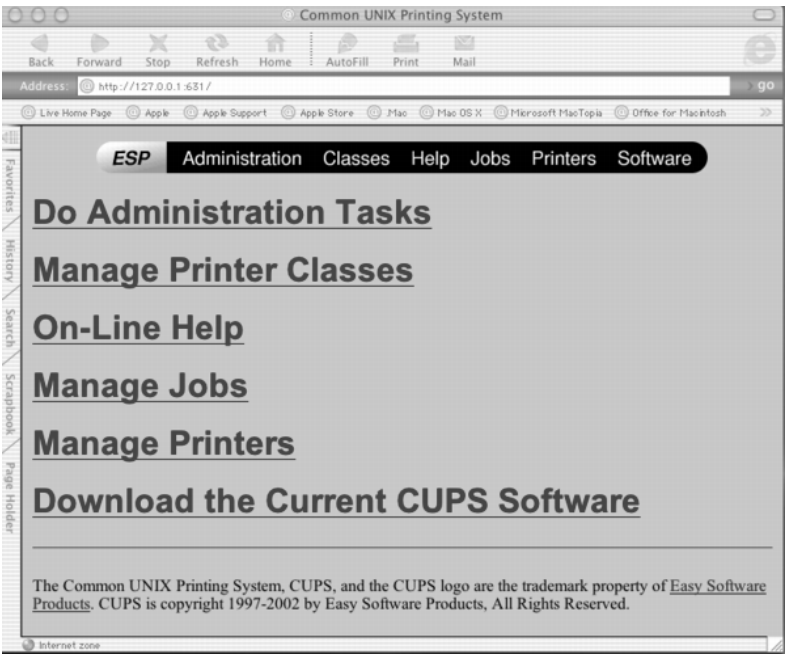 Common UNIX Printing System
Back Forward Stop Refresh Home AutoFill Print Mail
Address: http://127.0.0.1:631/ go
Live Home Page Apple Apple Support Apple Store .Mac Mac OS X Microsoft MacTopia Office for Macintosh
ESP Administration Classes Help Jobs Printers Software
Favorites
History
Search
Scrapbook
Page Holder
Do Administration Tasks
Manage Printer Classes
On-Line Help
Manage Jobs
Manage Printers
Download the Current CUPS Software
The Common UNIX Printing System, CUPS, and the CUPS logo are the trademark property of Easy Software
Products. CUPS is copyright 1997-2002 by Easy Software Products, All Rights Reserved.
Internet zone